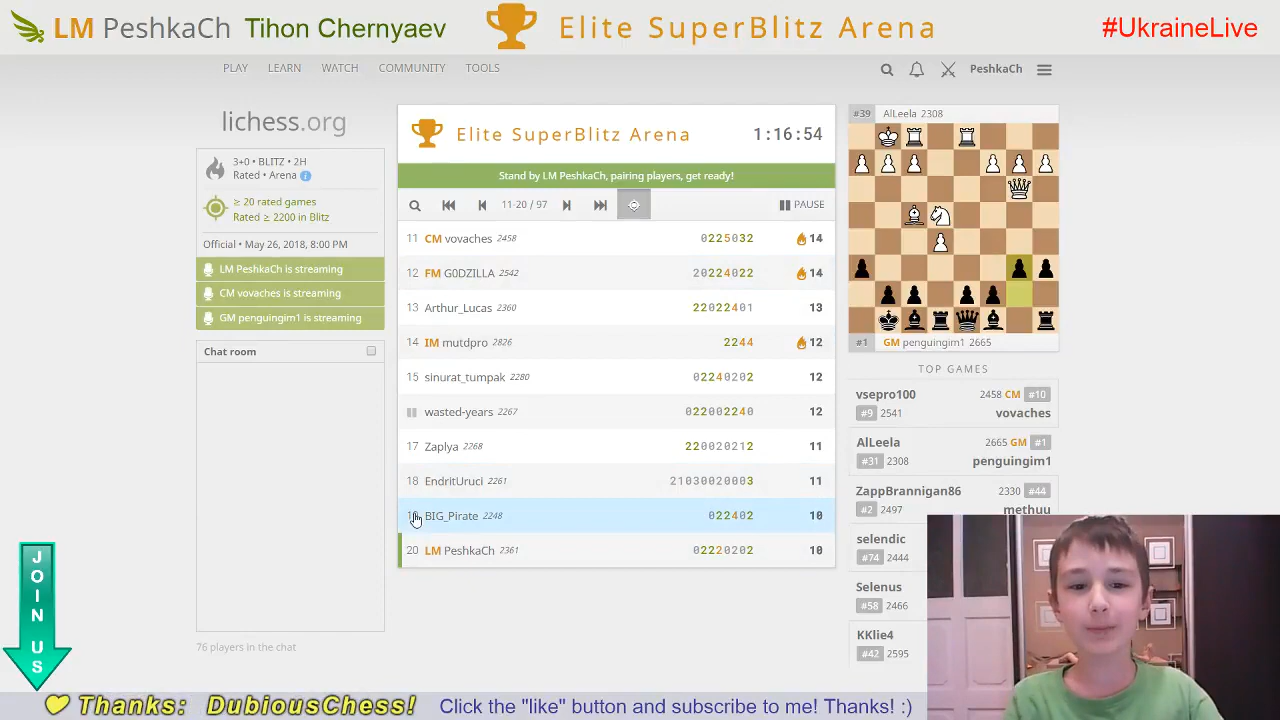 LM PeshkaCh Tihon Chernyaev
Elite SuperBlitz Arena
#UkraineLive
PLAY LEARN WATCH COMMUNITY TOOLS
PeshkaCh
lichess.org
3+0 • BLITZ • 2H
Rated • Arena
≥ 20 rated games
Rated ≥ 2200 in Blitz
Official • May 26, 2018, 8:00 PM
LM PeshkaCh is streaming
CM vovaches is streaming
GM penguingim1 is streaming
Chat room
76 players in the chat
Elite SuperBlitz Arena 1:16:54
Stand by LM PeshkaCh, pairing players, get ready!
11-20 / 97 PAUSE
11 CM vovaches 2458 0225032 14
12 FM G0DZILLA 2542 20224022 14
13 Arthur_Lucas 2360 22022401 13
14 IM mutdpro 2826 2244 12
15 sinurat_tumpak 2280 02240202 12
wasted-years 2267 022002240 12
17 Zaplya 2268 220020212 11
18 EndritUruci 2261 21030020003 11
BIG_Pirate 2248 022402 10
20 LM PeshkaCh 2361 02220202 10
#39 AlLeela 2308
#1 GM penguingim1 2665
TOP GAMES
vsepro100 2458 CM #10
#9 2541 vovaches
AlLeela 2665 GM #1
#31 2308 penguingim1
ZappBrannigan86 2330 #44
#2 2497 methuu
selendic
#74 2444
Selenus
#58 2466
KKlie4
#42 2595
JOIN US
Thanks: DubiousChess! Click the "like" button and subscribe to me! Thanks! :)